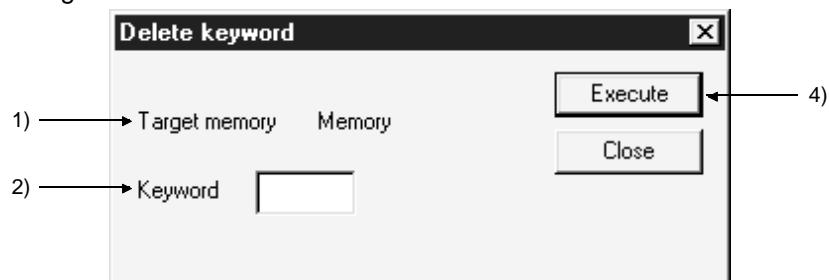 Delete keyword
Execute
4)
1)
Target memory Memory
Close
2)
Keyword